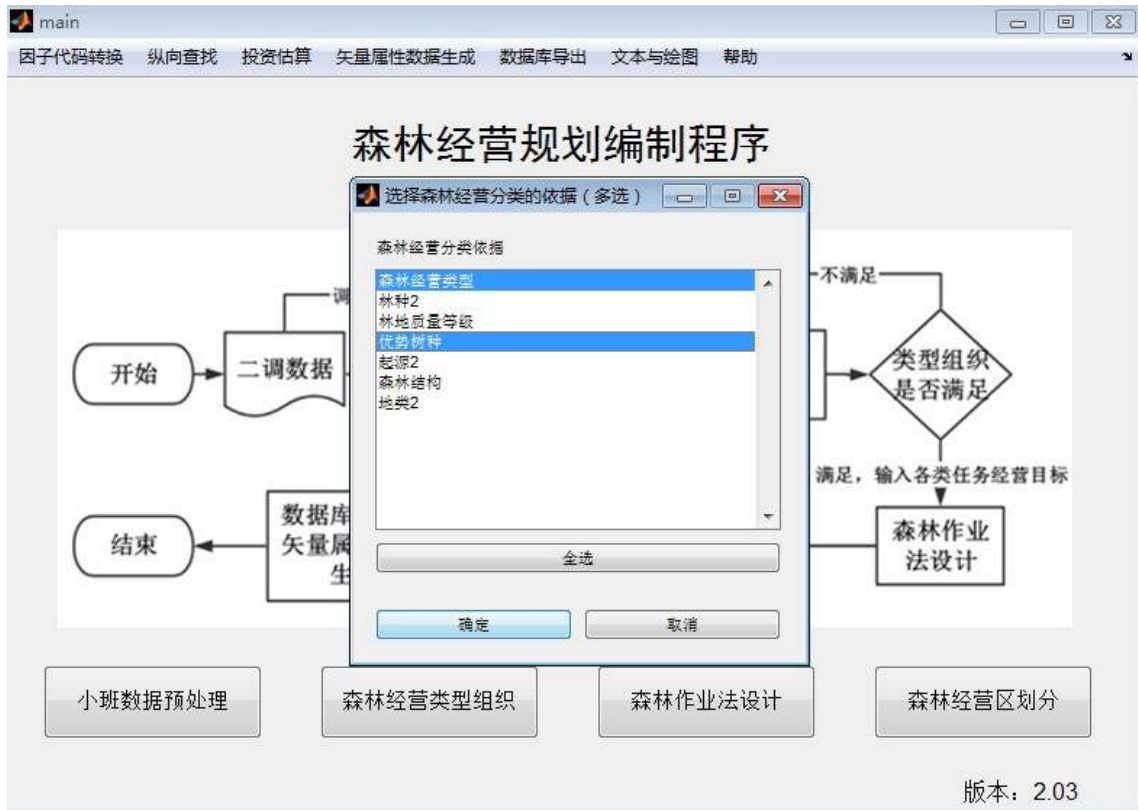 main
因子代码转换 纵向查找 投资估算 矢量属性数据生成 数据库导出 文本与绘图 帮助
森林经营规划编制程序
选择森林经营分类的依据(多选)
森林经营分类依据
森林经营类型
林种2
林地质量等级
优势树种
起源2
森林结构
地类2
全选
确定 取消
调
不满足
开始
二调数据
类型组织
是否满足
满足，输入各类任务经营目标
结束
数据库
矢量属
生
森林作业
法设计
小班数据预处理 森林经营类型组织 森林作业法设计 森林经营区划分
版本：2.03